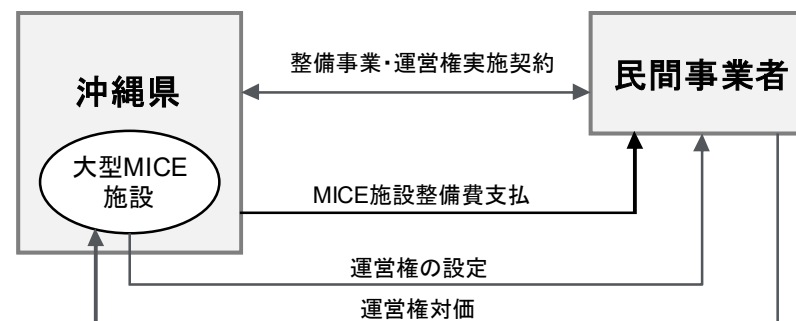 沖縄県
大型MICE
施設
整備事業・運営権実施契約
民間事業者
MICE施設整備費支払
運営権の設定
運営権対価